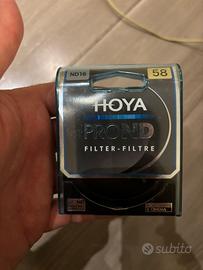 ND16
58
HOYA
PROND
FILTER-FILTRE
subito